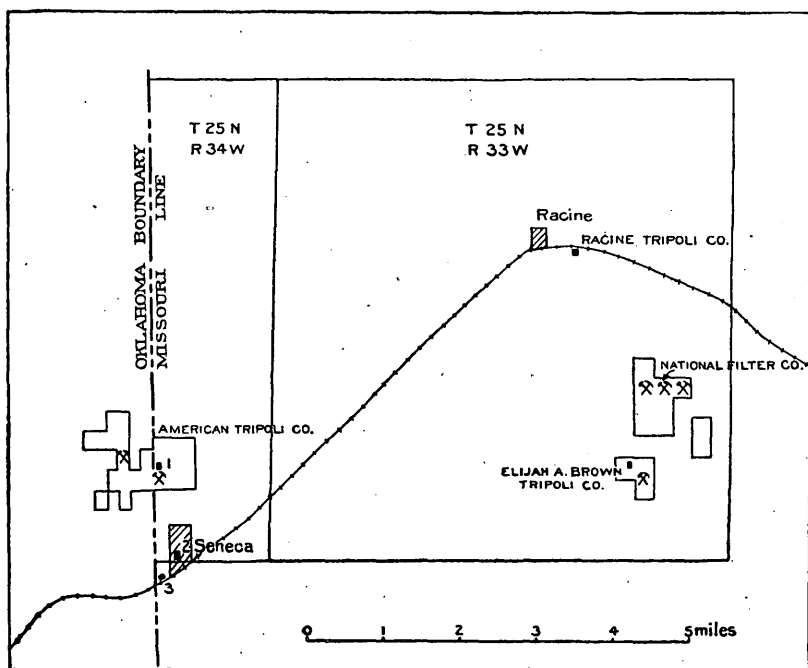 T 25 N
R 34 W
T 25 N
R 33 W
OKLAHOMA BOUNDARY
MISSOURI LINE
Racine
RACINE TRIPOLI CO.
NATIONAL FILTER CO.
AMERICAN TRIPOLI CO.
1
ELIJAH A. BROWN
TRIPOLI CO.
2 Seneca
3
0 1 2 3 4 5 miles